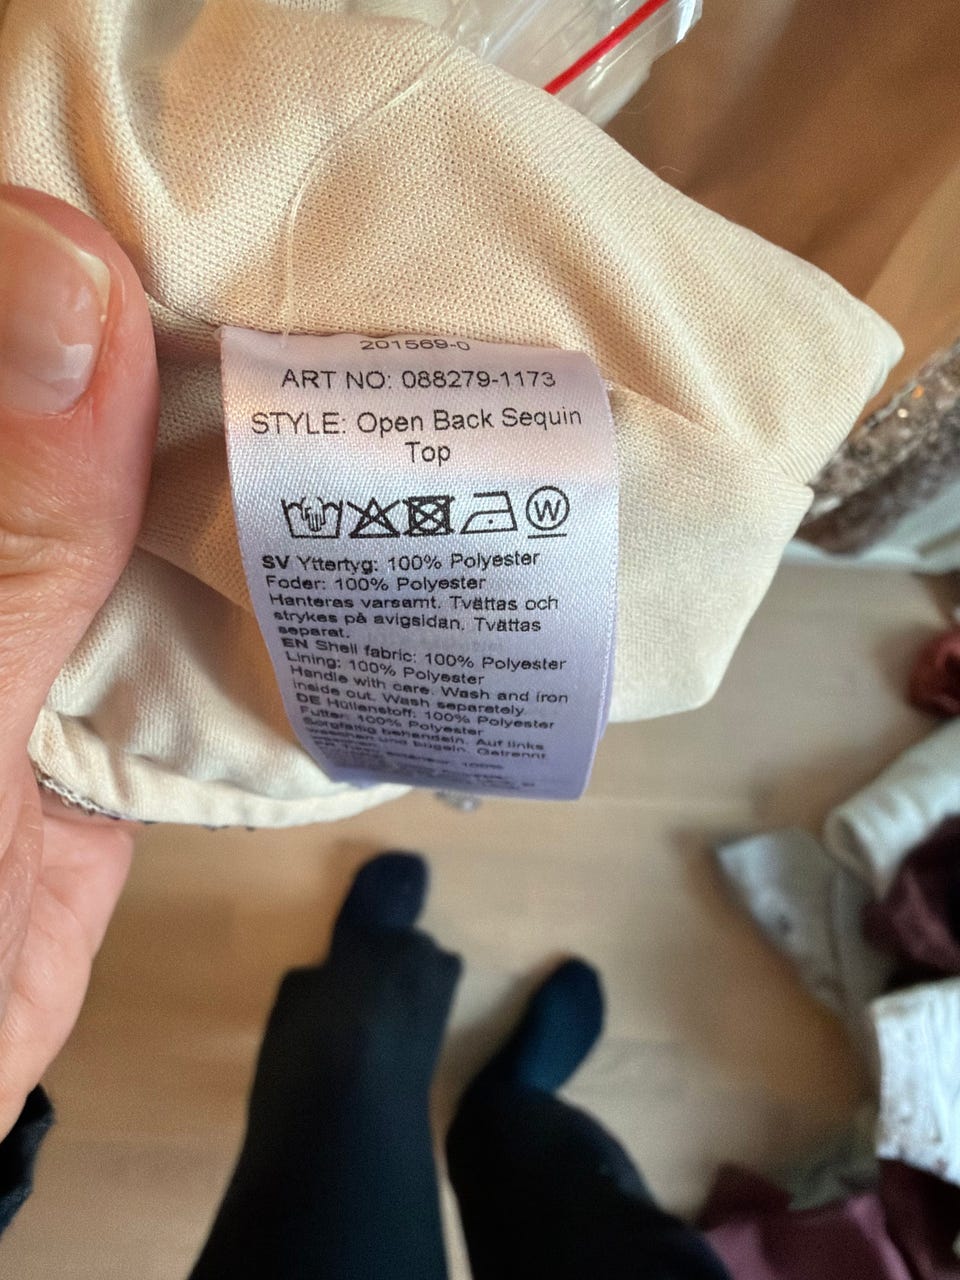 201569-0
ART NO: 088279-1173
STYLE: Open Back Sequin
Top
W
SV Yttertyg: 100% Polyester
Foder: 100% Polyester
Hanteras varsamt. Tvättas och
strykes på avigsidan. Tvättas
separat.
EN Shell fabric: 100% Polyester
Lining: 100% Polyester
Handle with care. Wash and iron
inside out. Wash separately.
DE Hüllenstoff: 100% Polyester
Futter: 100% Polyester
Sorgfältig behandeln. Auf links
waschen und bügeln. Getrennt
100%